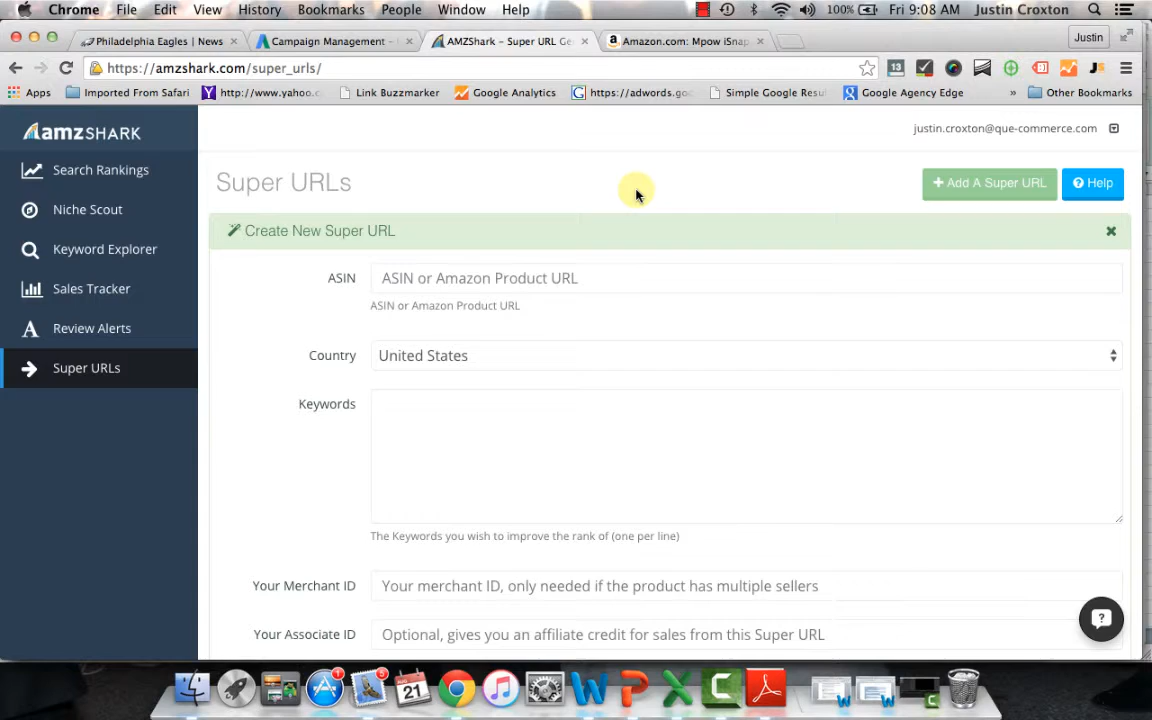 Chrome File Edit View History Bookmarks People Window Help 100% Fri 9:08 AM Justin Croxton
Philadelphia Eagles | News
Campaign Management –
AMZShark – Super URL Ge
Amazon.com: Mpow iSnap
Justin
https://amzshark.com/super_urls/
13
Apps Imported From Safari http://www.yahoo.c Link Buzzmarker Google Analytics https://adwords.go Simple Google Resu Google Agency Edge » Other Bookmarks
amzSHARK
justin.croxton@que-commerce.com
Search Rankings
Niche Scout
Keyword Explorer
Sales Tracker
Review Alerts
Super URLs
Super URLs
+ Add A Super URL
? Help
Create New Super URL
ASIN
ASIN or Amazon Product URL
ASIN or Amazon Product URL
Country
United States
Keywords
The Keywords you wish to improve the rank of (one per line)
Your Merchant ID
Your merchant ID, only needed if the product has multiple sellers
Your Associate ID
Optional, gives you an affiliate credit for sales from this Super URL
1
5
21